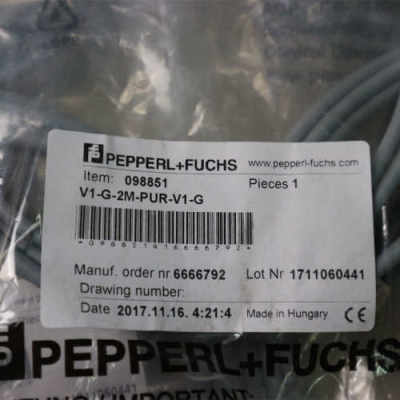 PEPPERL+FUCHS www.pepperl-fuchs.com
Item: 098851 Pieces 1
V1-G-2M-PUR-V1-G
Manuf. order nr. 6666792 Lot Nr 1711060441
Drawing number:
Date 2017.11.16. 4:21:4 Made in Hungary CE
PEPPERL+FUCHS
IMPORTANT: